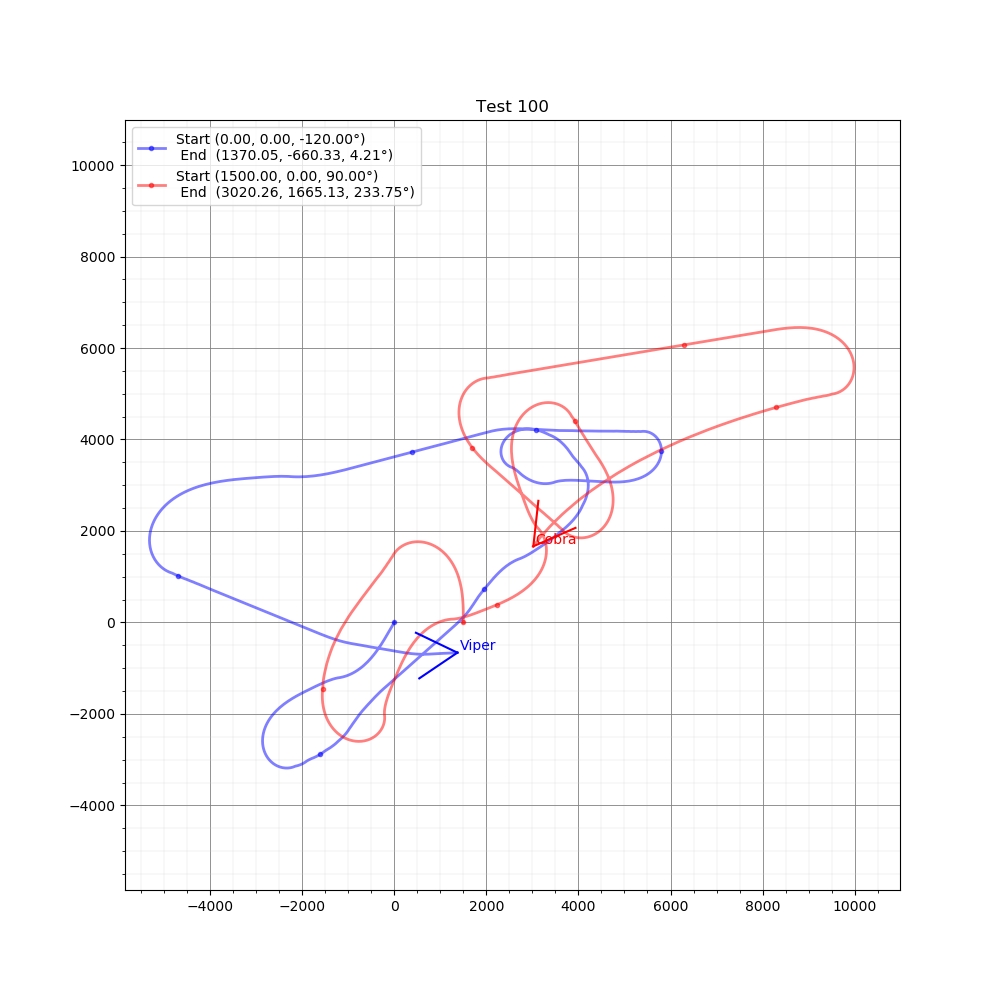 Test 100
Start (0.00, 0.00, -120.00°)
End (1370.05, -660.33, 4.21°)
Start (1500.00, 0.00, 90.00°)
End (3020.26, 1665.13, 233.75°)
10000
8000
6000
4000
2000
0
−2000
−4000
Cobra
Viper
−4000 −2000 0 2000 4000 6000 8000 10000